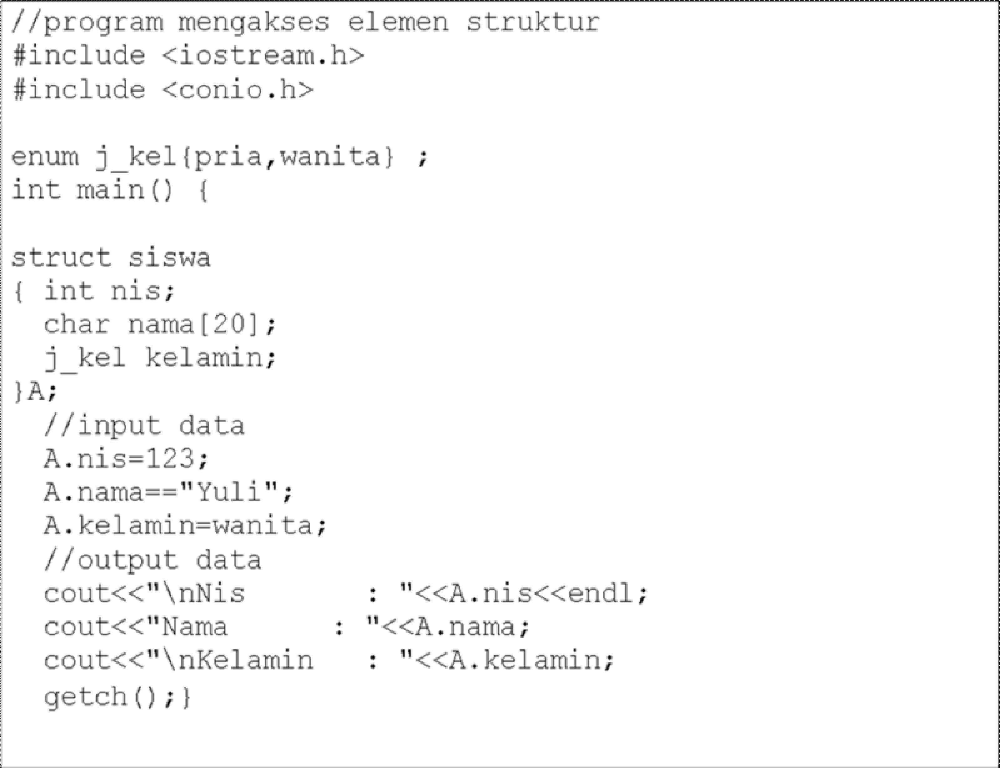 //program mengakses elemen struktur
#include <iostream.h>
#include <conio.h>
enum j_kel{pria,wanita} ;
int main() {
struct siswa
{ int nis;
  char nama[20];
  j_kel kelamin;
}A;
  //input data
  A.nis=123;
  A.nama=="Yuli";
  A.kelamin=wanita;
  //output data
  cout<<"\nNis       : "<<A.nis<<endl;
  cout<<"Nama      : "<<A.nama;
  cout<<"\nKelamin   : "<<A.kelamin;
  getch();}